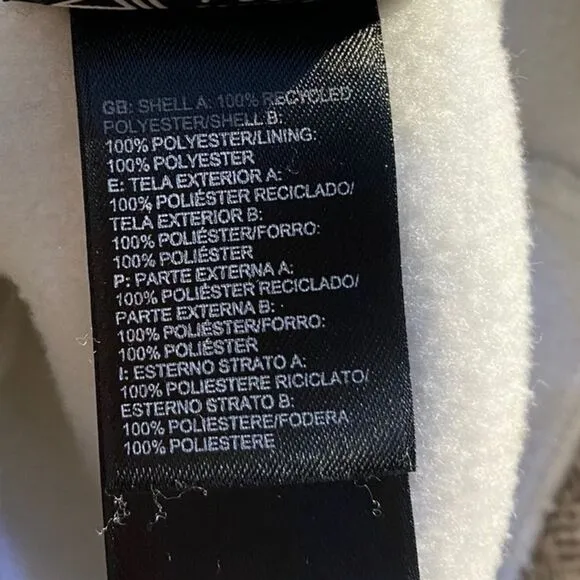 GB: SHELL A: 100% RECYCLED
POLYESTER/SHELL B:
100% POLYESTER/LINING:
100% POLYESTER
E: TELA EXTERIOR A:
100% POLIÉSTER RECICLADO/
TELA EXTERIOR B:
100% POLIÉSTER/FORRO:
100% POLIÉSTER
P: PARTE EXTERNA A:
100% POLIÉSTER RECICLADO/
PARTE EXTERNA B:
100% POLIÉSTER/FORRO:
100% POLIÉSTER
I: ESTERNO STRATO A:
100% POLIESTERE RICICLATO/
ESTERNO STRATO B:
100% POLIESTERE/FODERA
100% POLIESTERE